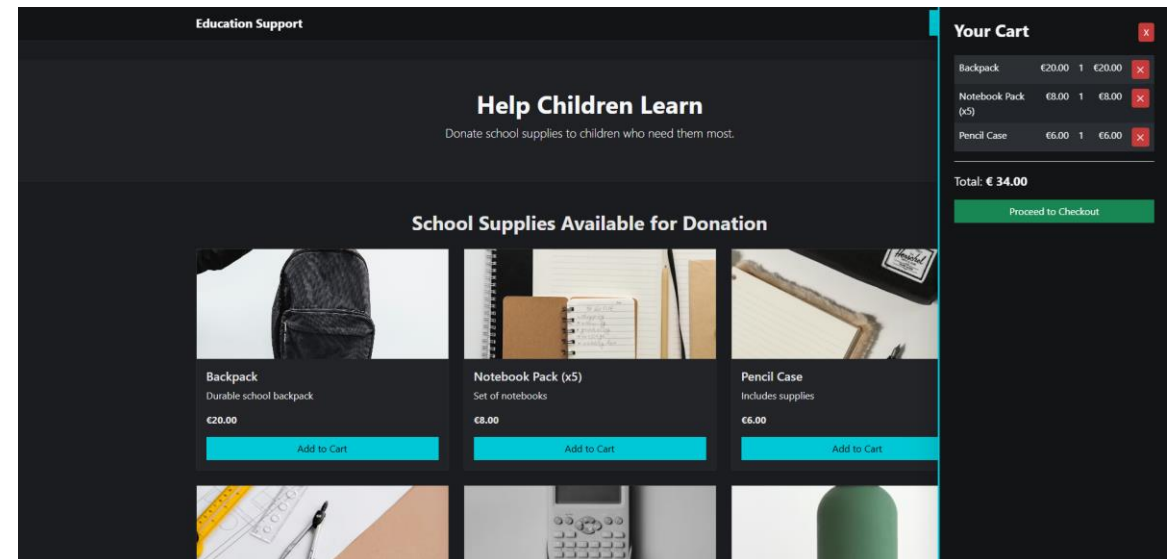 Education Support
Help Children Learn
Donate school supplies to children who need them most.
School Supplies Available for Donation
Backpack
Durable school backpack
€20.00
Add to Cart
Notebook Pack (x5)
Set of notebooks
€8.00
Add to Cart
Pencil Case
Includes supplies
€6.00
Add to Cart
Herschel
Your Cart
X
Backpack €20.00 1 €20.00 ×
Notebook Pack €8.00 1 €8.00 ×
(x5)
Pencil Case €6.00 1 €6.00 ×
Total: € 34.00
Proceed to Checkout